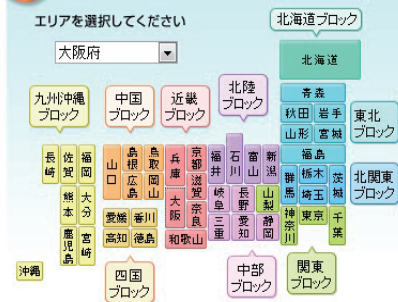 エリアを選択してください
大阪府
北海道ブロック
北海道
九州沖縄
ブロック
中国
ブロック
近畿
ブロック
北陸
ブロック
青森
秋田 岩手
山形 宮城
福島
東北
ブロック
長崎
佐賀
福岡
熊本
大分
鹿児島
宮崎
沖縄
山口
島根
鳥取
広島
岡山
愛媛 香川
高知 徳島
四国
ブロック
兵庫
京都
滋賀
大阪
奈良
和歌山
福井
石川
富山
新潟
岐阜
長野
山梨
三重
愛知
静岡
中部
ブロック
群馬
栃木
埼玉
茨城
北関東
ブロック
神奈川
東京
千葉
関東
ブロック